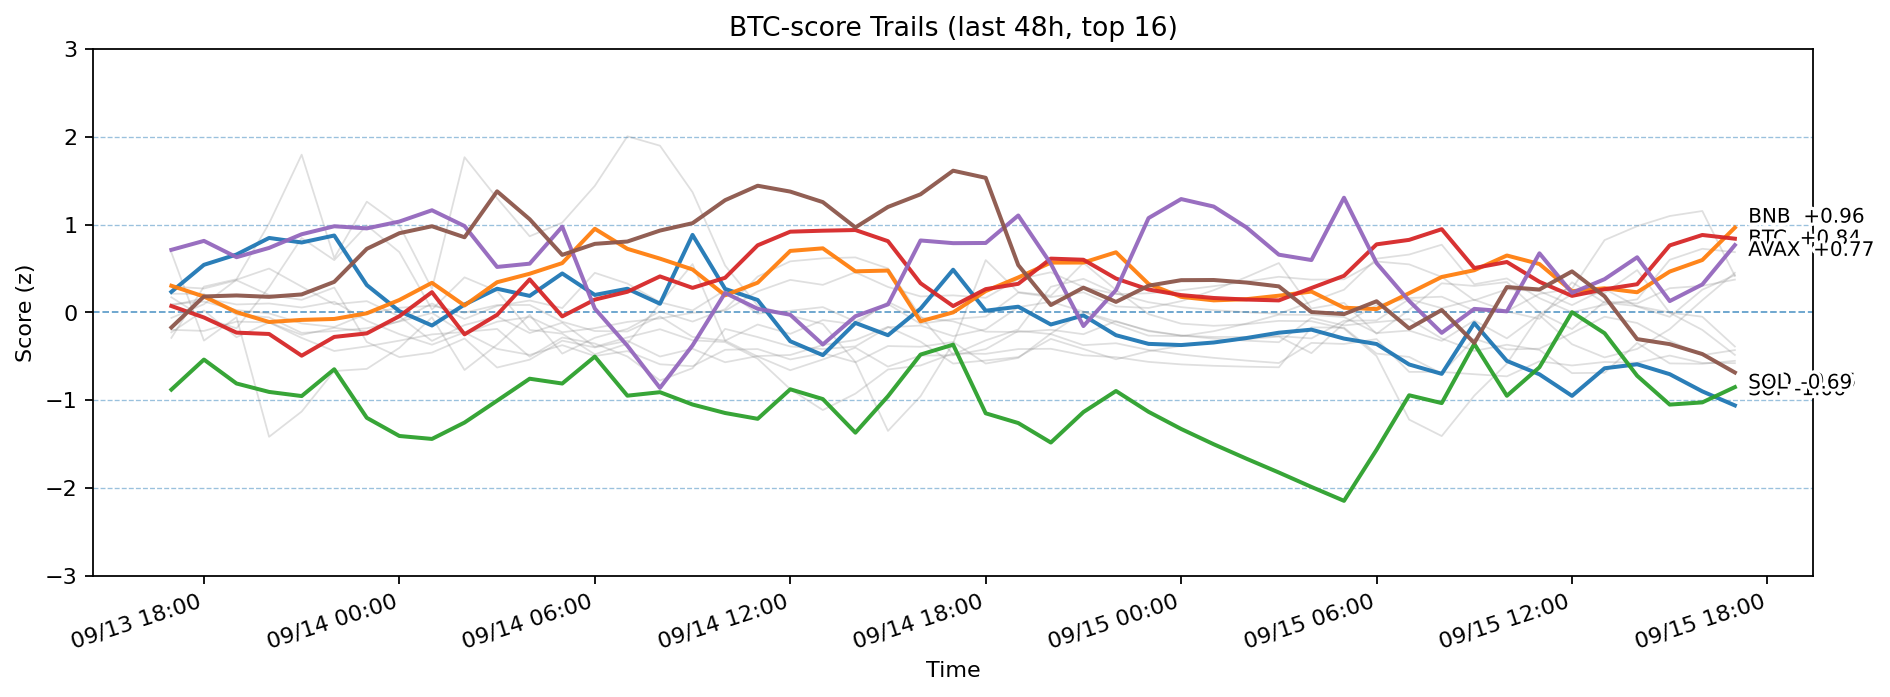 BTC-score Trails (last 48h, top 16)
Score (z)
3
2
1
0
−1
−2
−3
BNB +0.96
BTC +0.84
AVAX +0.77
SOL -0.69
09/13 18:00
09/14 00:00
09/14 06:00
09/14 12:00
09/14 18:00
09/15 00:00
09/15 06:00
09/15 12:00
09/15 18:00
Time